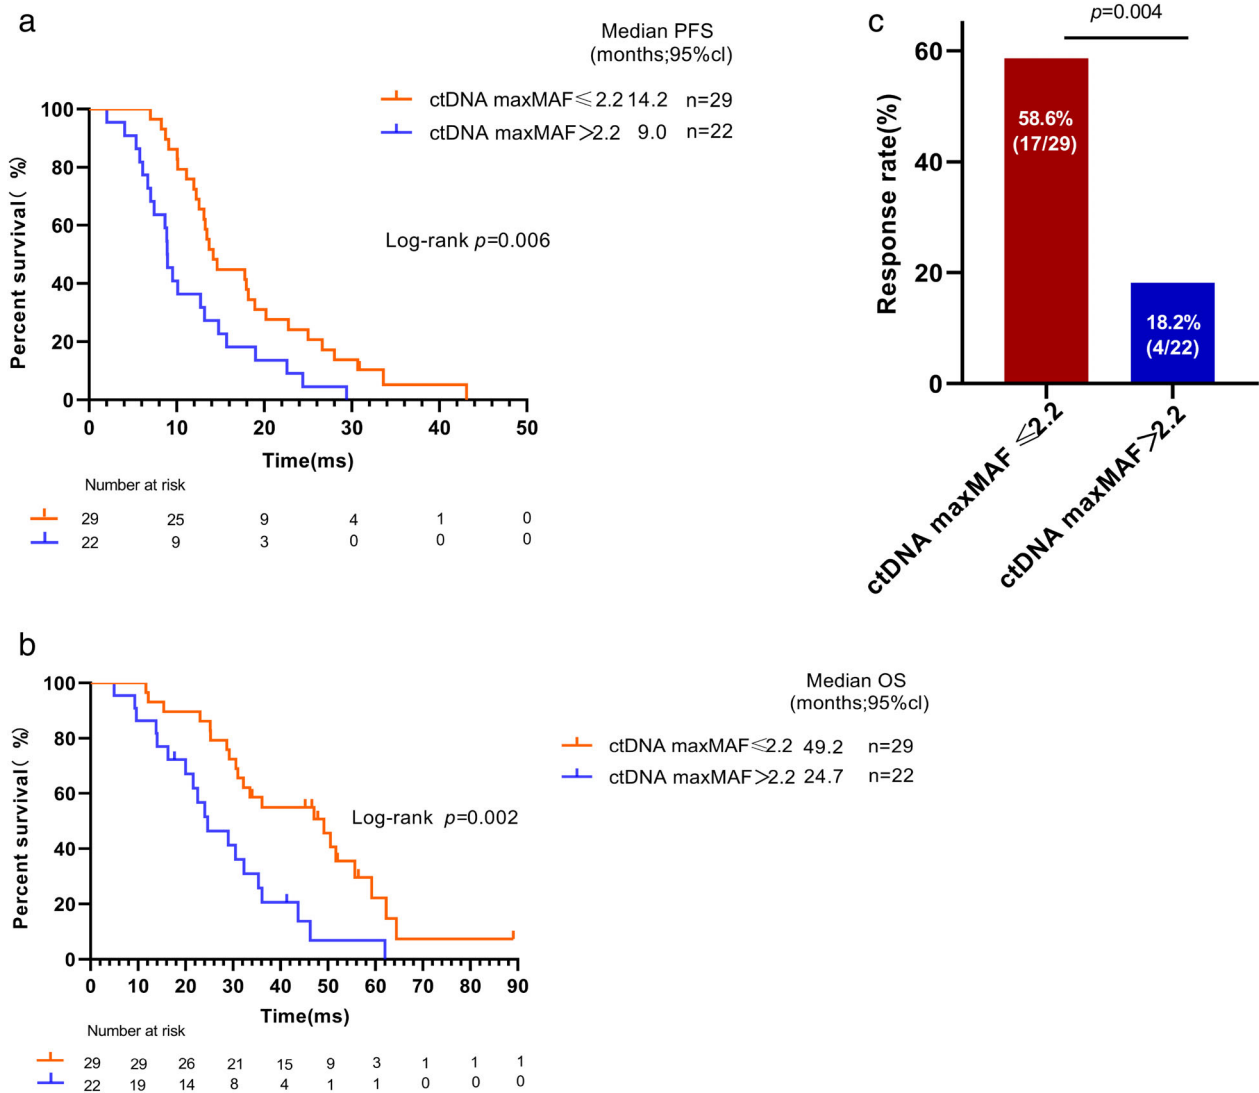 a
Median PFS
(months;95%cl)
ctDNA maxMAF≤2.2 14.2 n=29
ctDNA maxMAF>2.2 9.0 n=22
Log-rank p=0.006
Percent survival( %)
100
80
60
40
20
0
0 10 20 30 40 50
Time(ms)
Number at risk
29 25 9 4 1 0
22 9 3 0 0 0
b
Median OS
(months;95%cl)
ctDNA maxMAF≤2.2 49.2 n=29
ctDNA maxMAF>2.2 24.7 n=22
Log-rank p=0.002
Percent survival( %)
100
80
60
40
20
0
0 10 20 30 40 50 60 70 80 90
Time(ms)
Number at risk
29 29 26 21 15 9 3 1 1 1
22 19 14 8 4 1 1 0 0 0
c
p=0.004
Response rate(%)
60
40
20
0
58.6%
(17/29)
18.2%
(4/22)
ctDNA maxMAF ≤2.2
ctDNA maxMAF>2.2